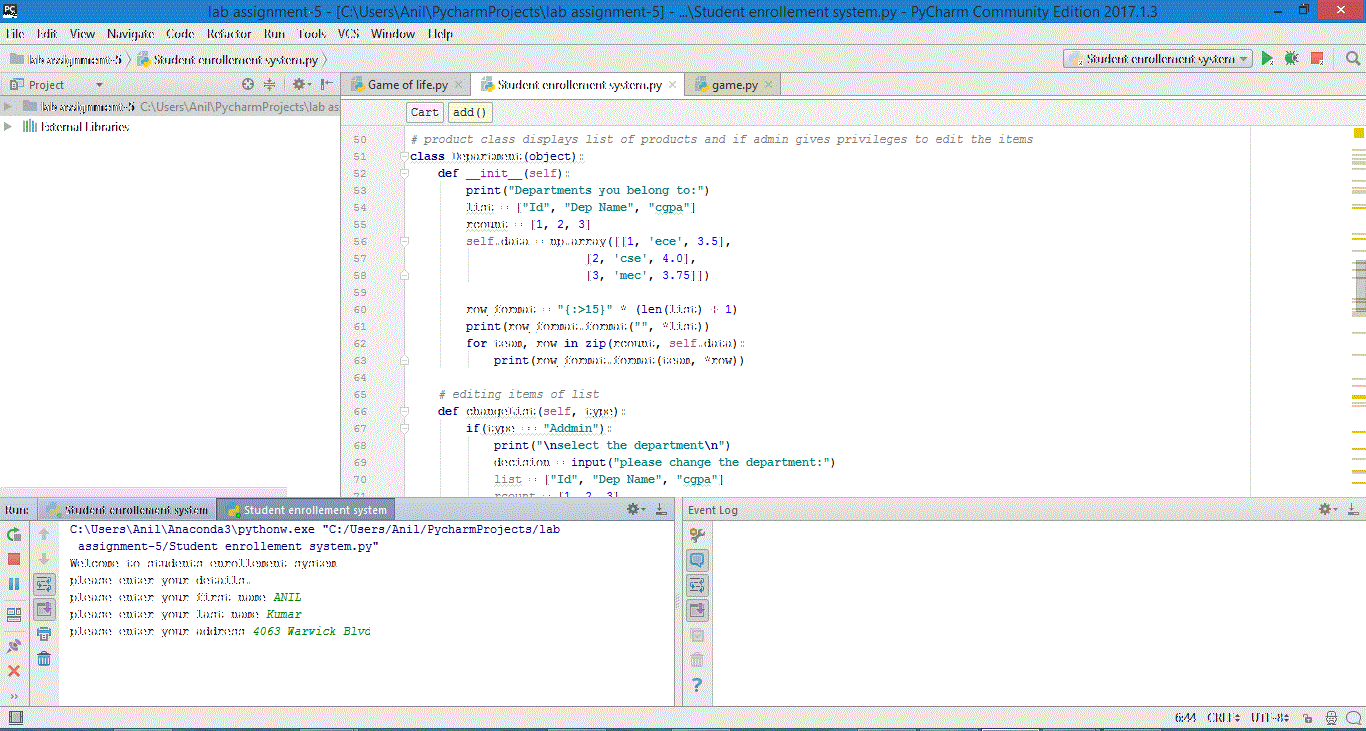 lab assignment-5 - [C:\Users\Anil\PycharmProjects\lab assignment-5] - ...\Student enrollement system.py - PyCharm Community Edition 2017.1.3
File Edit View Navigate Code Refactor Run Tools VCS Window Help
lab assignment-5 Student enrollement system.py
Student enrollement system
Project
Game of life.py Student enrollement system.py game.py
lab assignment-5 C:\Users\Anil\PycharmProjects\lab as
External Libraries
Cart add()
50 # product class displays list of products and if admin gives privileges to edit the items
51 class Department(object):
52 def __init__(self):
53 print("Departments you belong to:")
54 list = ["Id", "Dep Name", "cgpa"]
55 rcount = [1, 2, 3]
56 self.data = np.array([[1, 'ece', 3.5],
57 [2, 'cse', 4.0],
58 [3, 'mec', 3.75]])
59
60 row_format = "{:>15}" * (len(list) + 1)
61 print(row_format.format("", *list))
62 for team, row in zip(rcount, self.data):
63 print(row_format.format(team, *row))
64
65 # editing items of list
66 def changeList(self, type):
67 if(type == "Addmin"):
68 print("\nselect the department\n")
69 decision = input("please change the department:")
70 list = ["Id", "Dep Name", "cgpa"]
71 rcount = [1, 2, 3]
Run: Student enrollement system Student enrollement system
C:\Users\Anil\Anaconda3\pythonw.exe "C:/Users/Anil/PycharmProjects/lab
assignment-5/Student enrollement system.py"
Welcome to students enrollement system
please enter your details.
please enter your first name ANIL
please enter your last name Kumar
please enter your address 4063 Warwick Blvd
Event Log
6:44 CRLF UTF-8